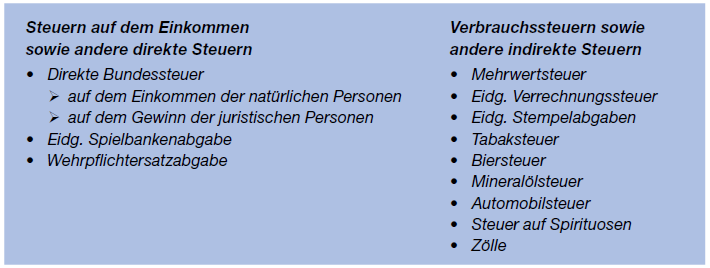 Steuern auf dem Einkommen
sowie andere direkte Steuern
• Direkte Bundessteuer
➢ auf dem Einkommen der natürlichen Personen
➢ auf dem Gewinn der juristischen Personen
• Eidg. Spielbankenabgabe
• Wehrpflichtersatzabgabe
Verbrauchssteuern sowie
andere indirekte Steuern
• Mehrwertsteuer
• Eidg. Verrechnungssteuer
• Eidg. Stempelabgaben
• Tabaksteuer
• Biersteuer
• Mineralölsteuer
• Automobilsteuer
• Steuer auf Spirituosen
• Zölle